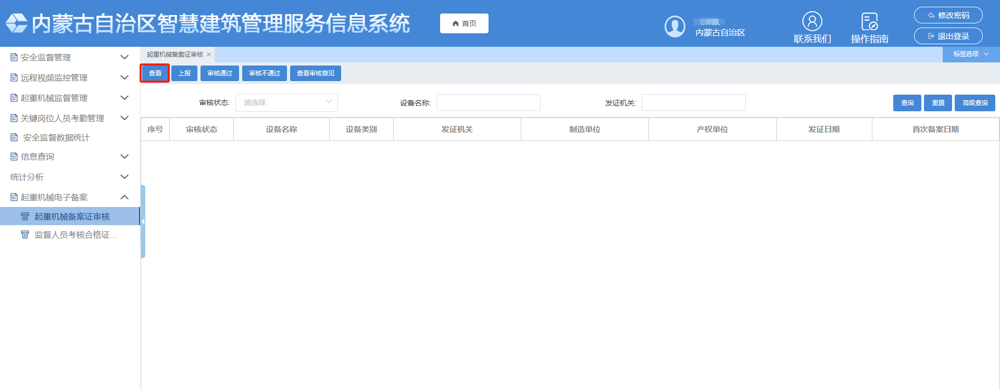 内蒙古自治区智慧建筑管理服务信息系统
首页
内蒙古自治区
联系我们
操作指南
修改密码
退出登录
安全监督管理
远程视频监控管理
起重机械监督管理
关键岗位人员考勤管理
安全监督数据统计
信息查询
统计分析
起重机械电子备案
起重机械备案证审核
监督人员考核合格证...
起重机械备案证审核
标签选项
查看 上报 审核通过 审核不通过 查看审核意见
审核状态: 请选择 设备名称: 发证机关: 查询 重置 高级查询
序号 审核状态 设备名称 设备类别 发证机关 制造单位 产权单位 发证日期 首次备案日期